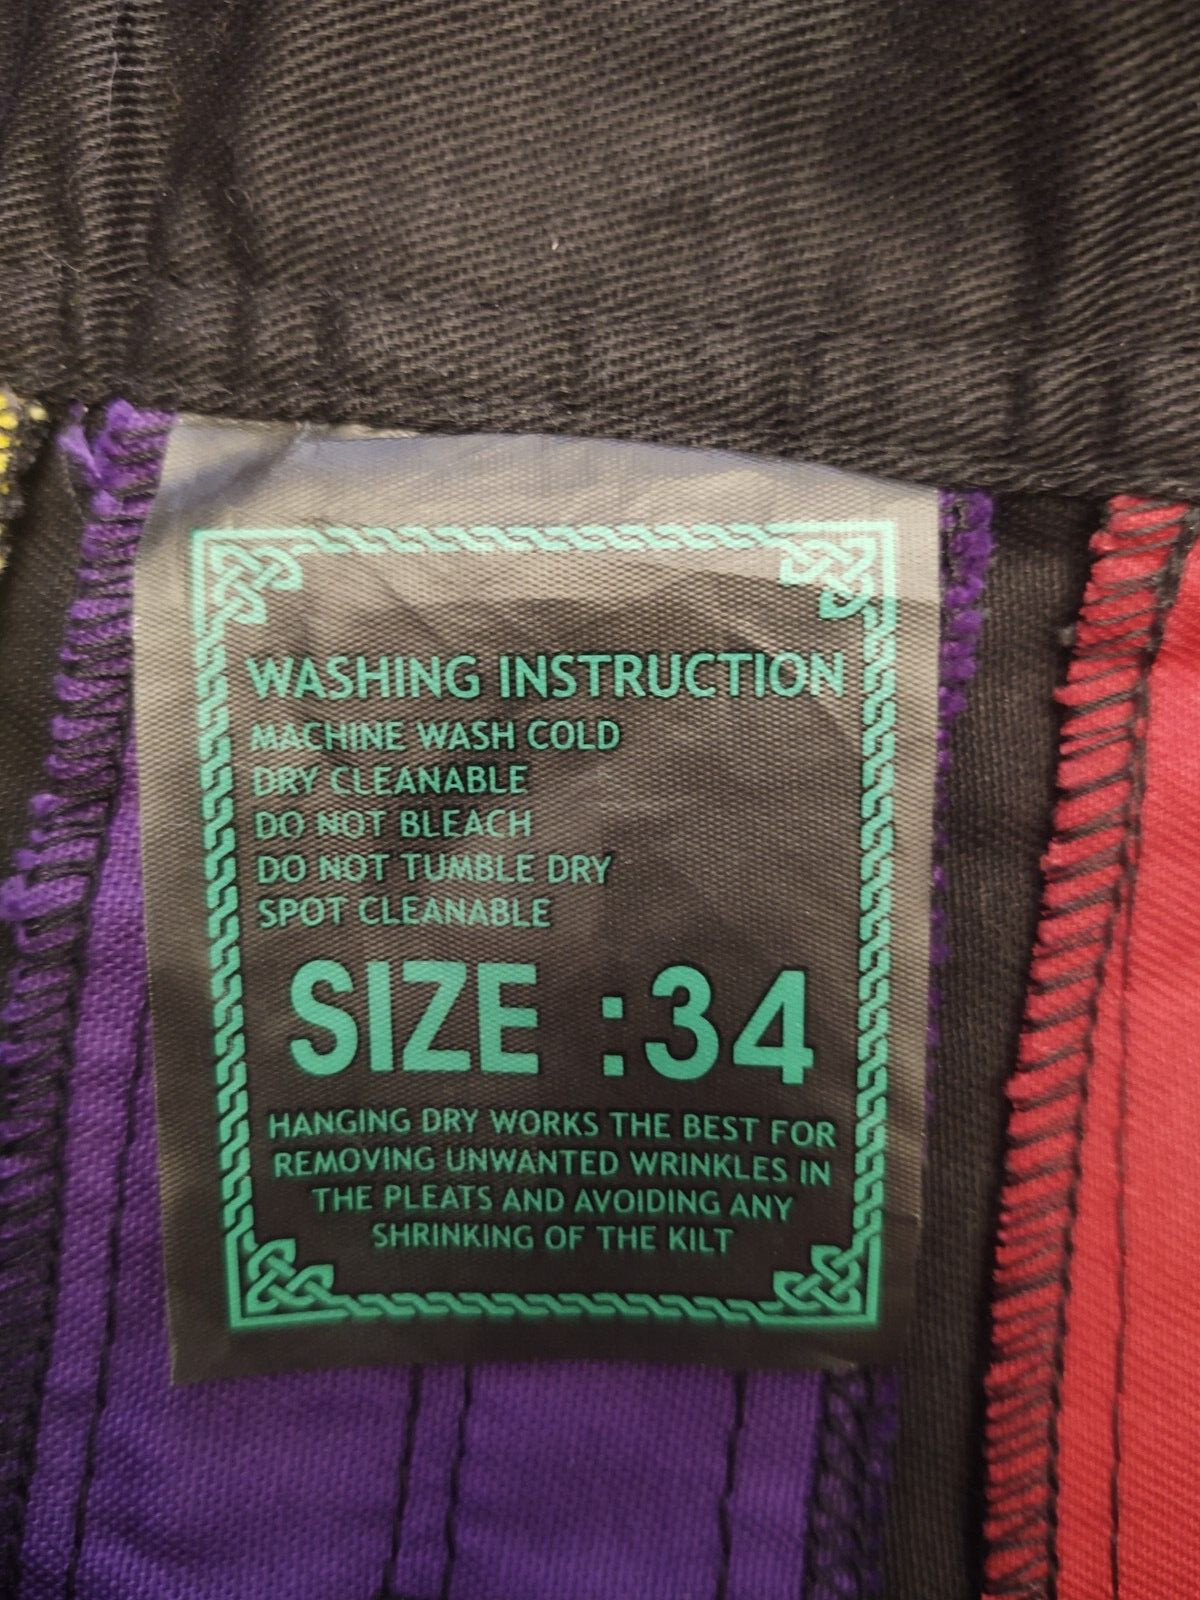 WASHING INSTRUCTION
MACHINE WASH COLD
DRY CLEANABLE
DO NOT BLEACH
DO NOT TUMBLE DRY
SPOT CLEANABLE
SIZE :34
HANGING DRY WORKS THE BEST FOR
REMOVING UNWANTED WRINKLES IN
THE PLEATS AND AVOIDING ANY
SHRINKING OF THE KILT